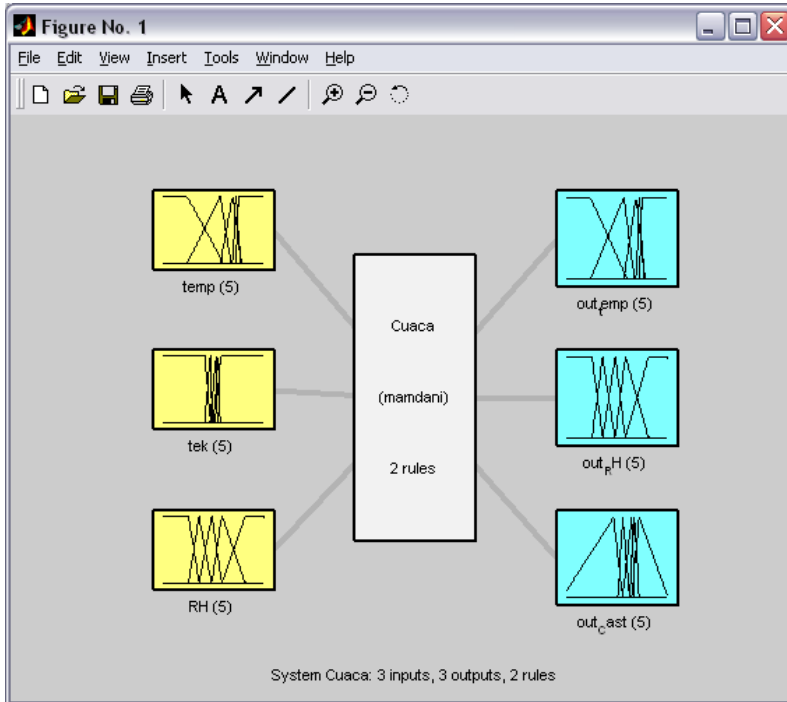 Figure No. 1
File Edit View Insert Tools Window Help
A
temp (5)
tek (5)
RH (5)
Cuaca
(mamdani)
2 rules
out_temp (5)
out_RH (5)
out_Cast (5)
System Cuaca: 3 inputs, 3 outputs, 2 rules